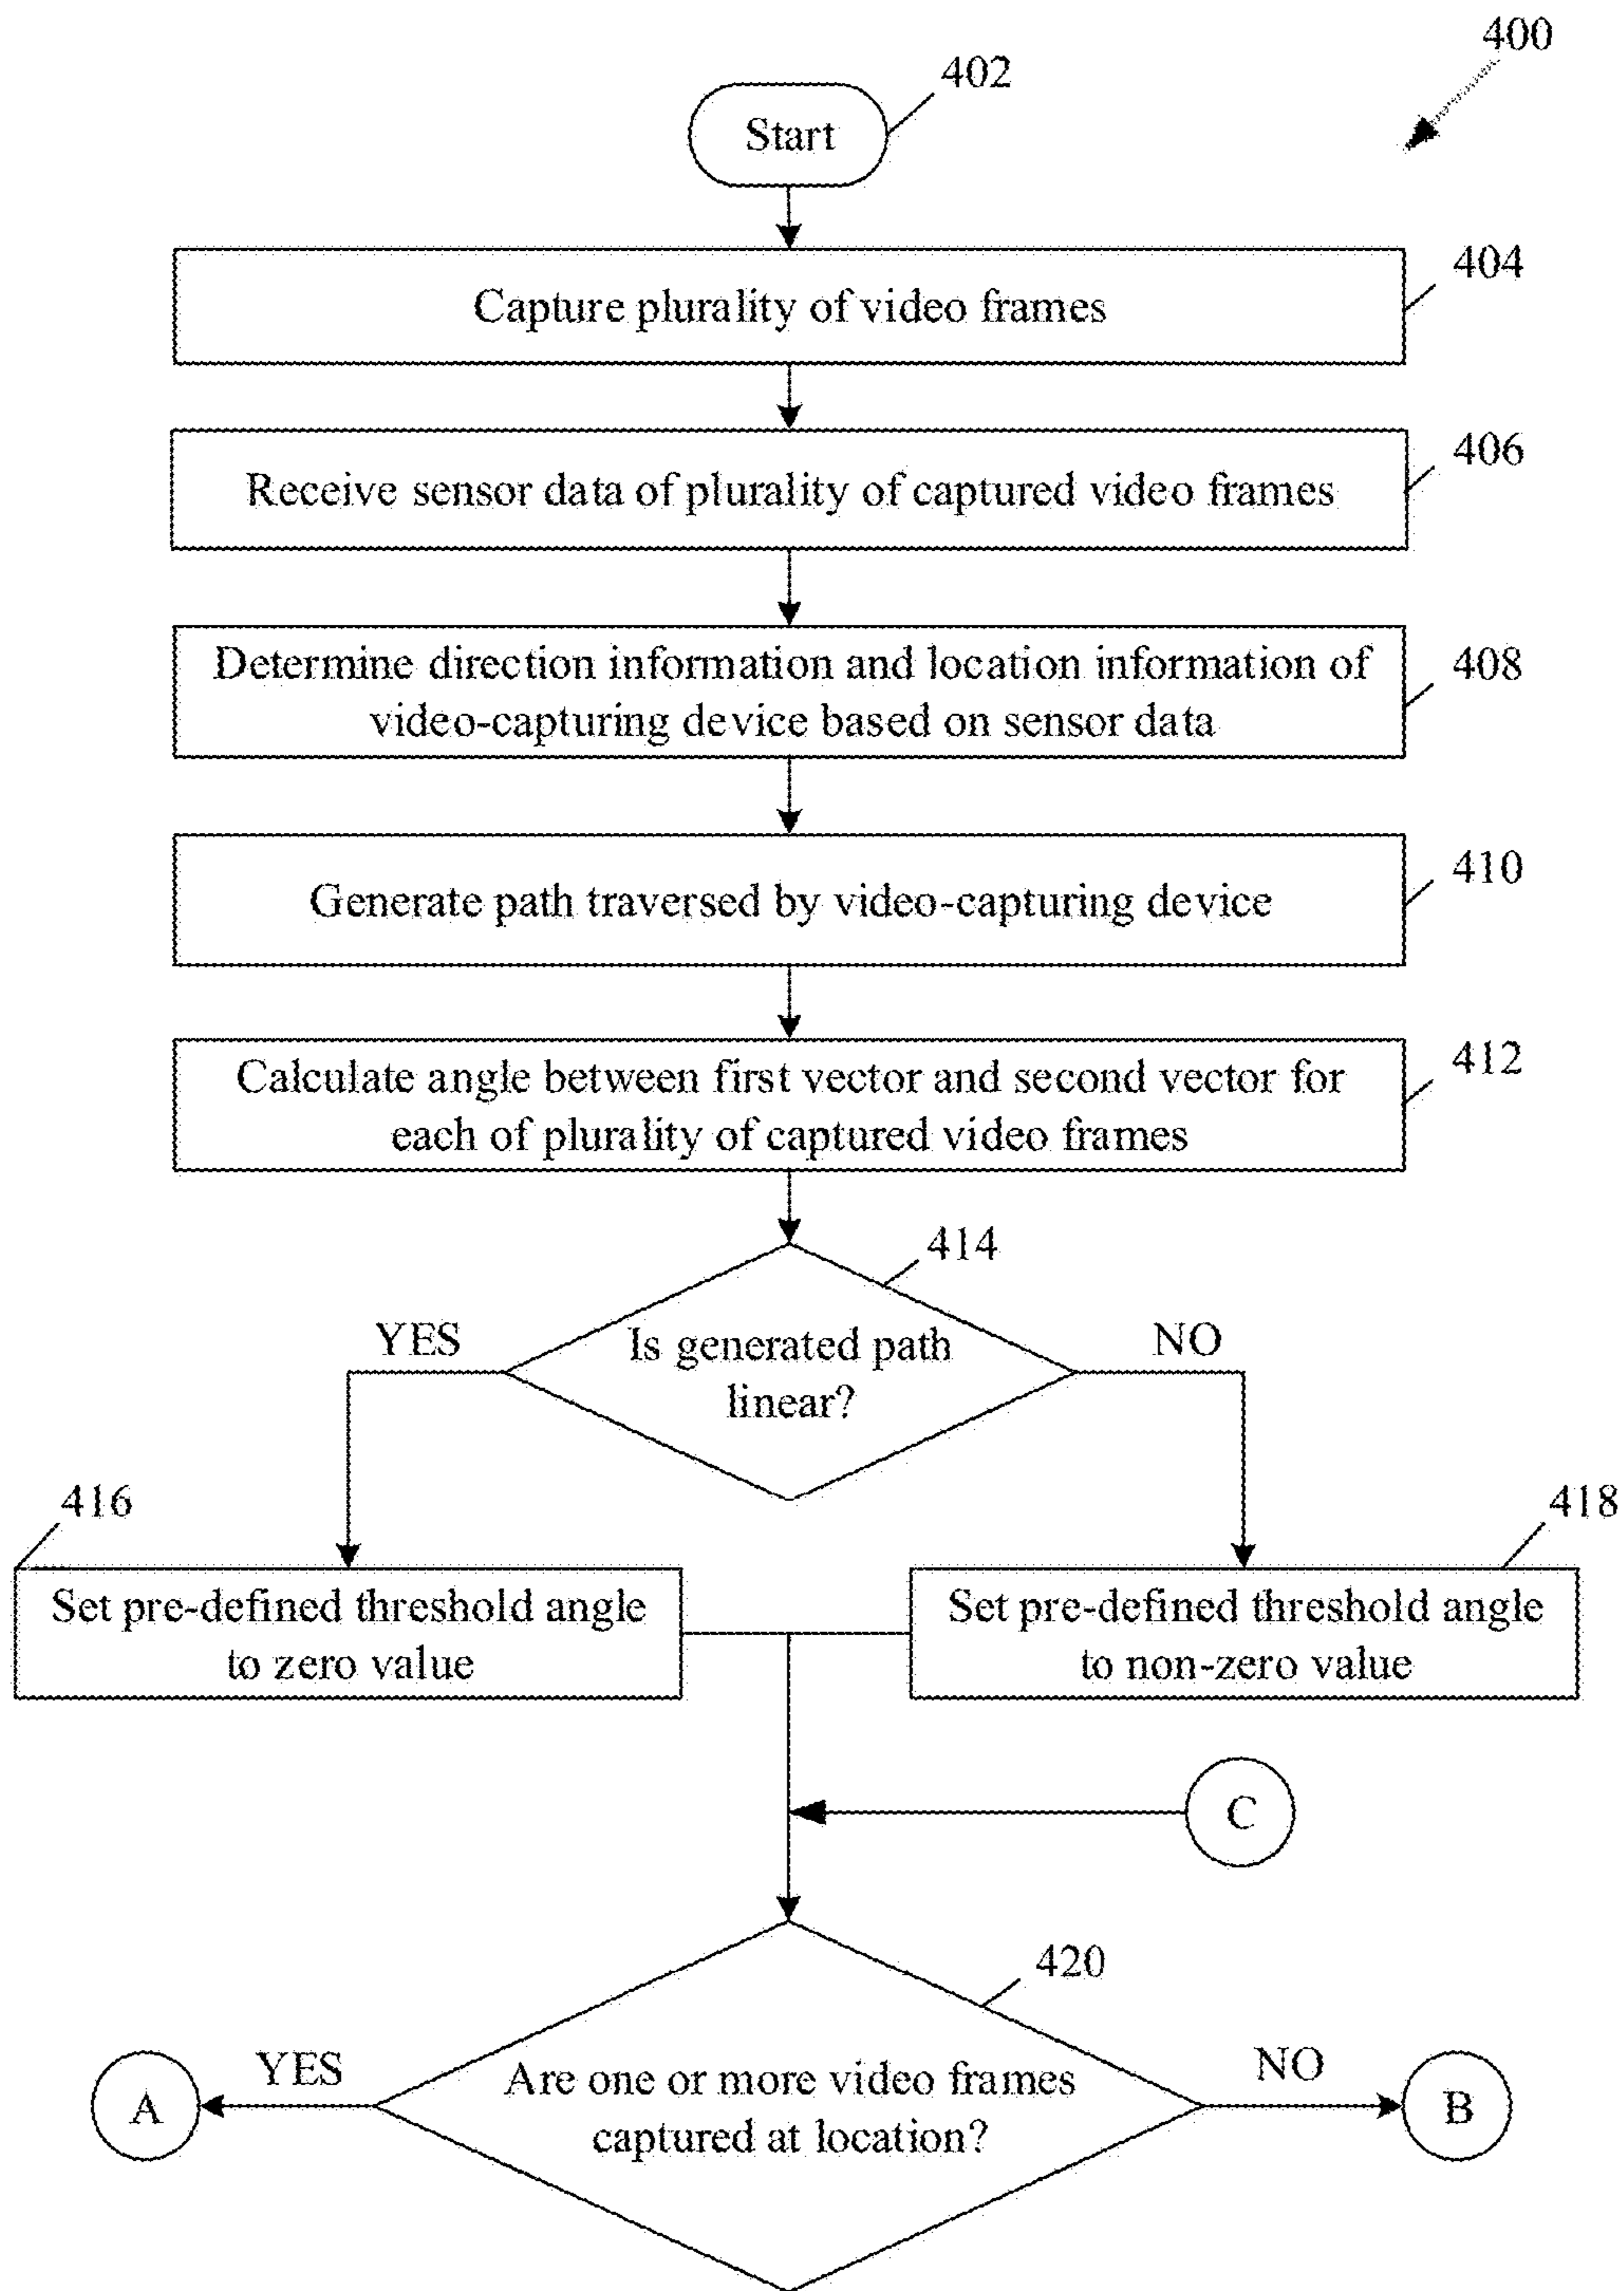 400
402
Start
404
Capture plurality of video frames
406
Receive sensor data of plurality of captured video frames
408
Determine direction information and location information of
video-capturing device based on sensor data
410
Generate path traversed by video-capturing device
412
Calculate angle between first vector and second vector for
each of plurality of captured video frames
414
YES
Is generated path
linear?
NO
416
Set pre-defined threshold angle
to zero value
418
Set pre-defined threshold angle
to non-zero value
C
420
A
YES
Are one or more video frames
captured at location?
NO
B